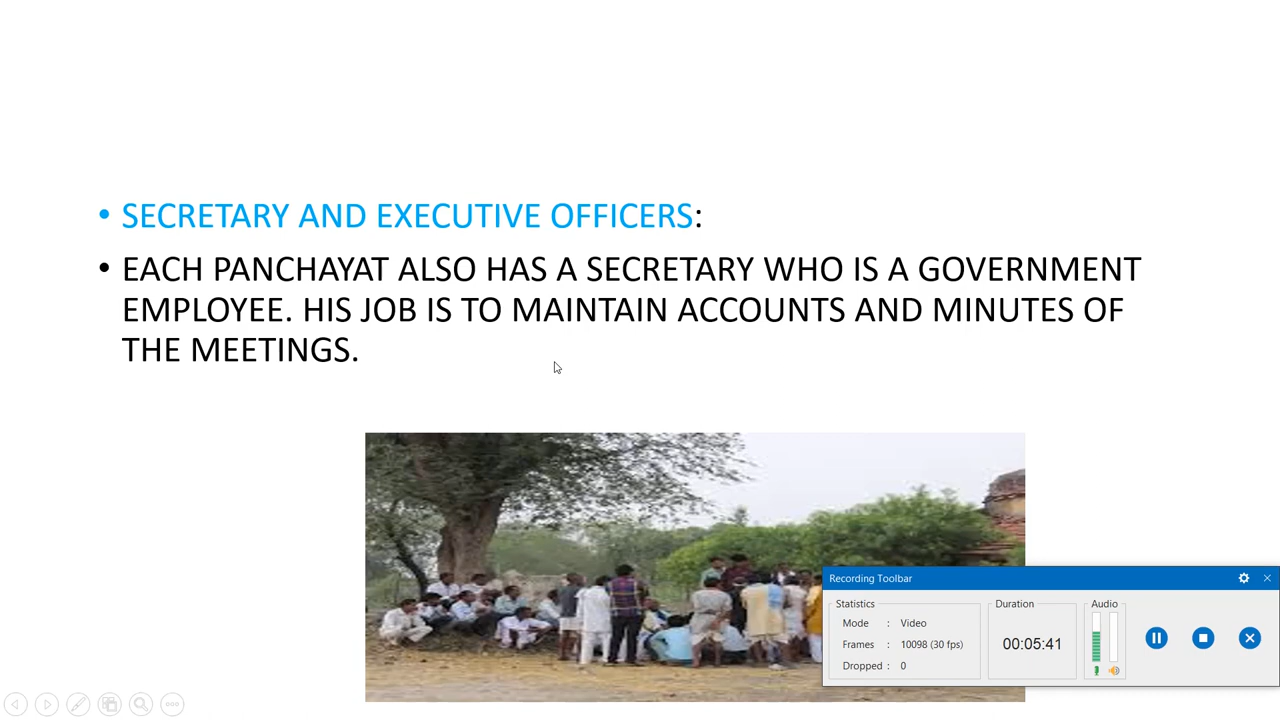 • SECRETARY AND EXECUTIVE OFFICERS:
• EACH PANCHAYAT ALSO HAS A SECRETARY WHO IS A GOVERNMENT
EMPLOYEE. HIS JOB IS TO MAINTAIN ACCOUNTS AND MINUTES OF
THE MEETINGS.
Recording Toolbar
Statistics
Mode : Video
Frames : 10098 (30 fps)
Dropped : 0
Duration
00:05:41
Audio